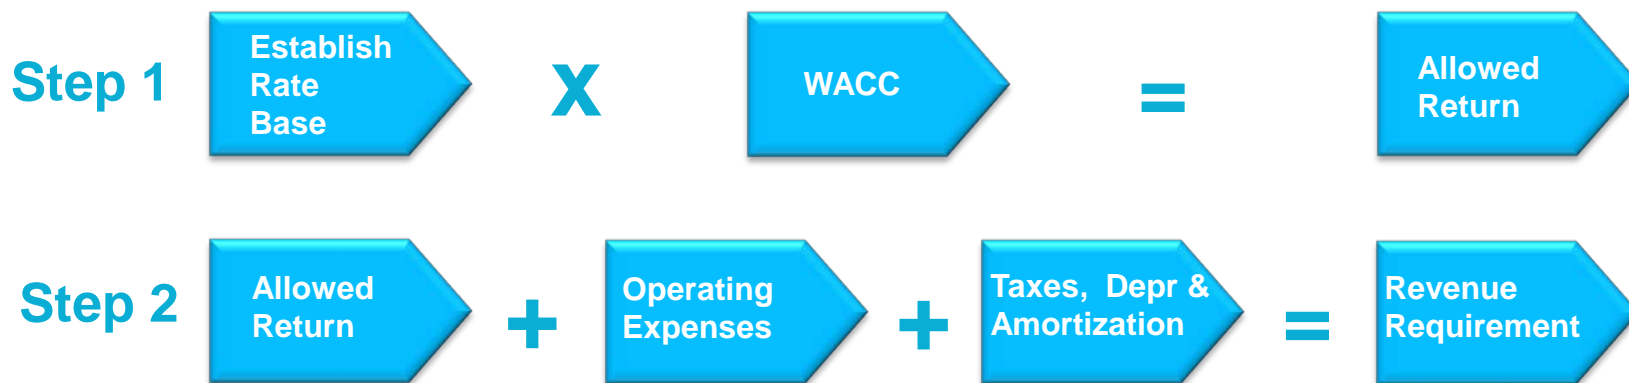 Step 1
Establish
Rate
Base
x
WACC
=
Allowed
Return
Step 2
Allowed
Return
+
Operating
Expenses
+
Taxes, Depr &
Amortization
=
Revenue
Requirement